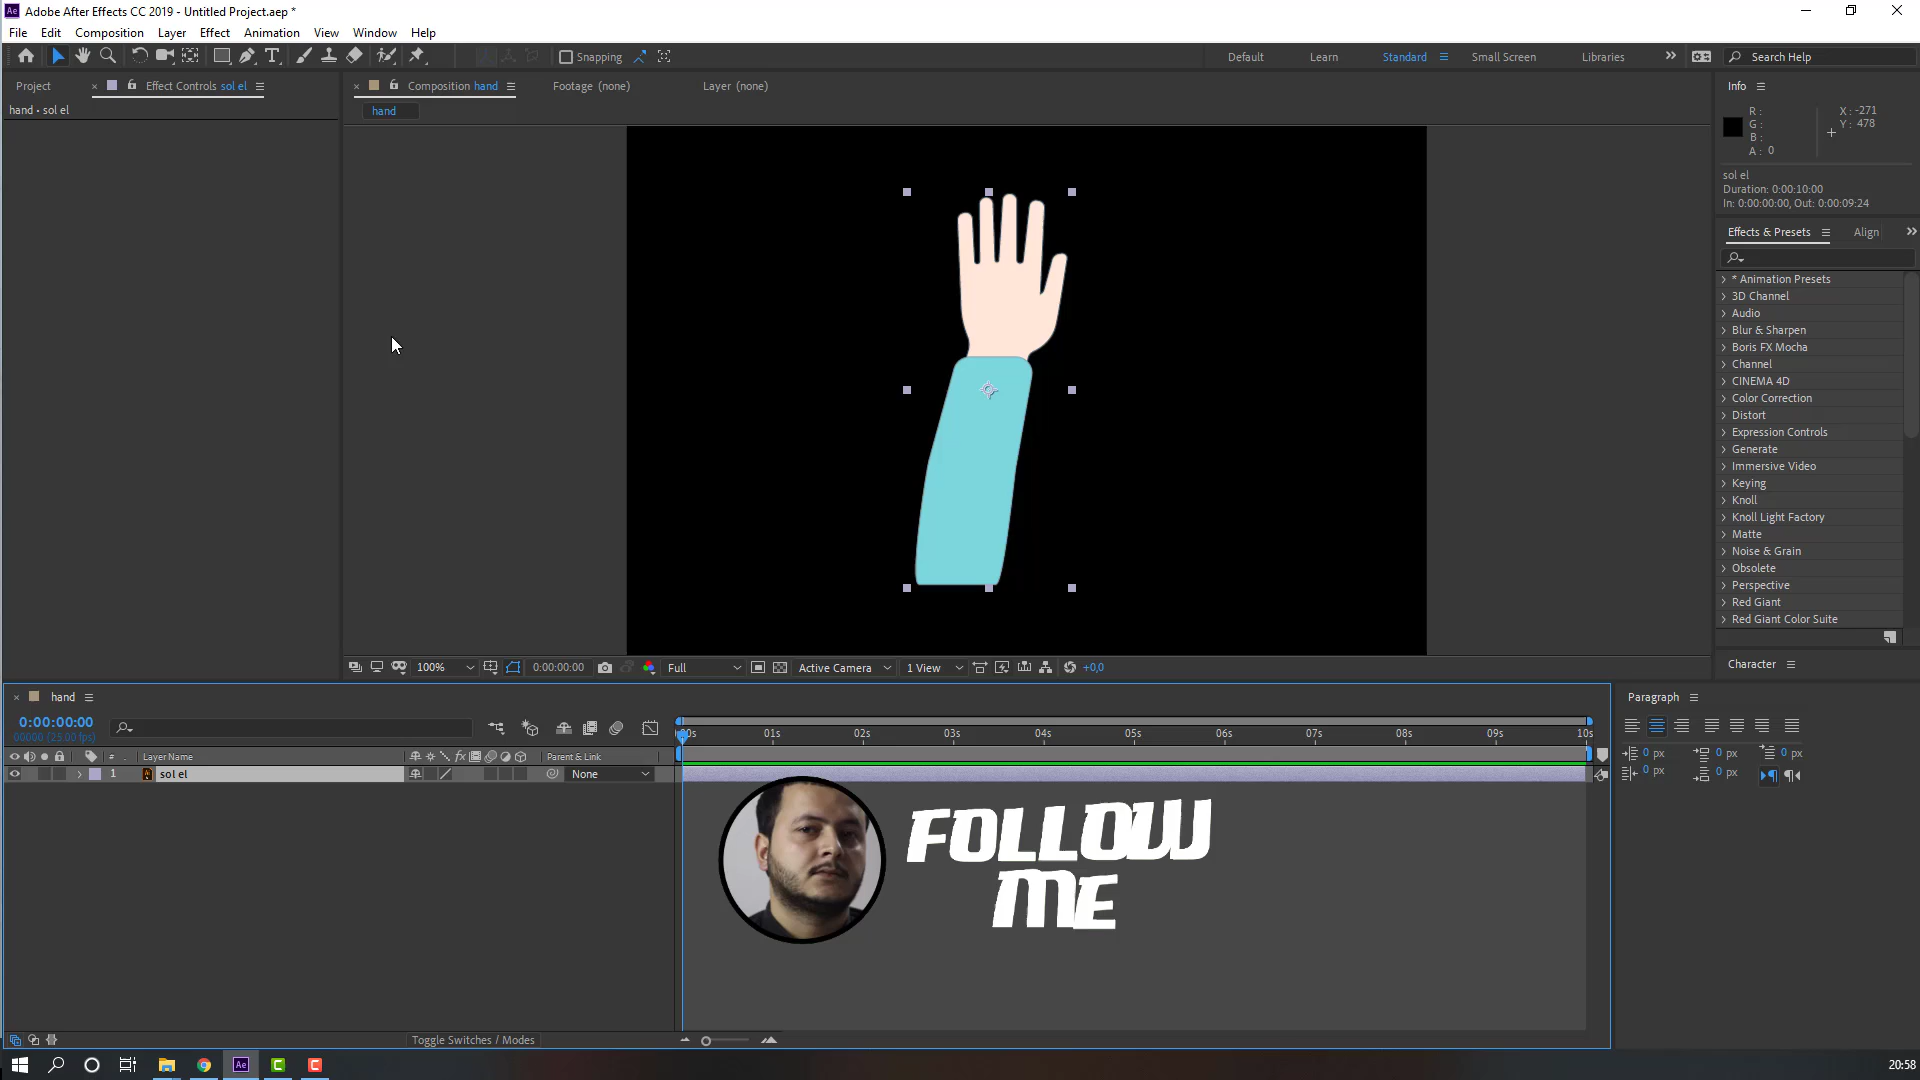 Adobe After Effects CC 2019 - Untitled Project.aep *
File Edit Composition Layer Effect Animation View Window Help
Snapping Default Learn Standard Small Screen Libraries Search Help
Project Effect Controls sol el Composition hand Footage (none) Layer (none) Info
hand • sol el
hand
R :
G :
B :
A : 0
X : -271
Y : 478
sol el
Duration: 0:00:10:00
In: 0:00:00:00, Out: 0:00:09:24
Effects & Presets Align
* Animation Presets
3D Channel
Audio
Blur & Sharpen
Boris FX Mocha
Channel
CINEMA 4D
Color Correction
Distort
Expression Controls
Generate
Immersive Video
Keying
Knoll
Knoll Light Factory
Matte
Noise & Grain
Obsolete
Perspective
Red Giant
Red Giant Color Suite
100% 0:00:00:00 Full Active Camera 1 View +0,0
Character
hand
Paragraph
0:00:00:00
00000 (25.00 fps)
00s 01s 02s 03s 04s 05s 06s 07s 08s 09s 10s
# Layer Name fx Parent & Link
1 sol el None
0 px 0 px 0 px
0 px 0 px
FOLLOW
ME
Toggle Switches / Modes
Ae
20:58